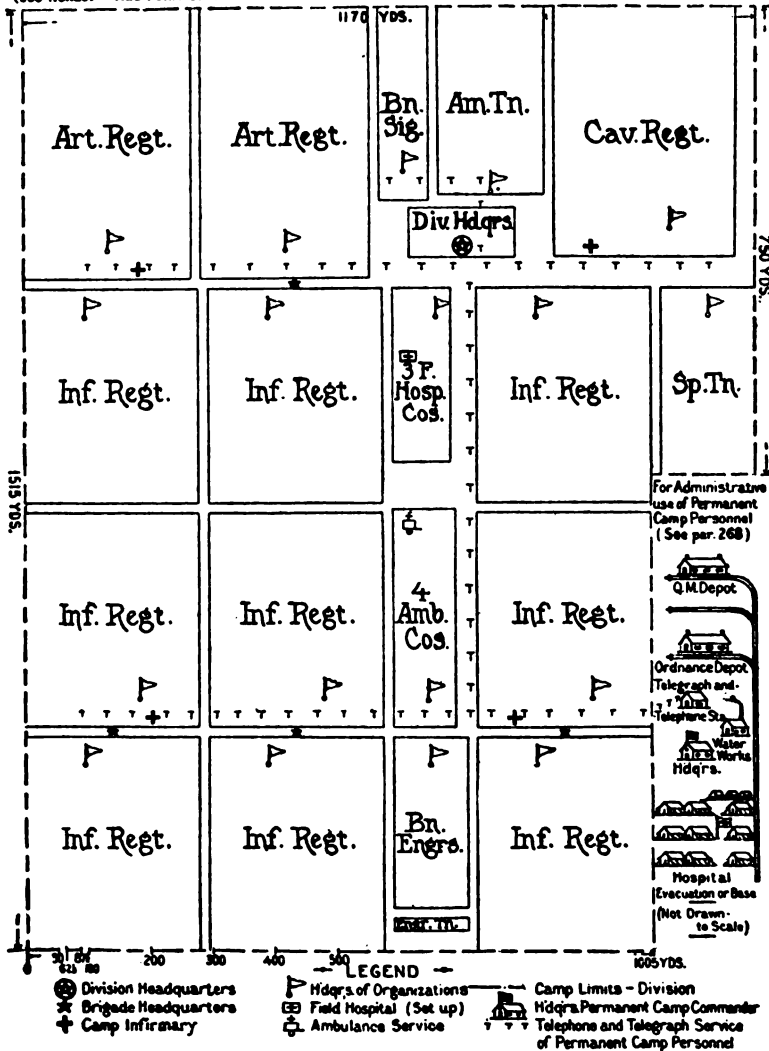 1170 YDS.
Art. Regt.
Art. Regt.
Bn.
Sig.
Am. Tn.
Cav. Regt.
Div. Hdqrs.
750 YDS.
Inf. Regt.
Inf. Regt.
3 F.
Hosp.
Cos.
Inf. Regt.
Sp. Tn.
1515 YDS.
For Administrative
use of Permanent
Camp Personnel
(See par. 268)
Q.M. Depot
Inf. Regt.
Inf. Regt.
4
Amb.
Cos.
Inf. Regt.
Ordnance Depot
Telegraph and
Telephone Sta.
Water
Works
Hdqrs.
Inf. Regt.
Inf. Regt.
Bn.
Engrs.
Inf. Regt.
Hospital
Evacuation or Base
(Not Drawn
to Scale)
Engr. Tn.
200 300 400 500 1005 YDS.
LEGEND
Division Headquarters
Brigade Headquarters
Camp Infirmary
Hdqrs. of Organizations
Field Hospital (Set up)
Ambulance Service
Camp Limits - Division
Hdqrs. Permanent Camp Commander
Telephone and Telegraph Service
of Permanent Camp Personnel